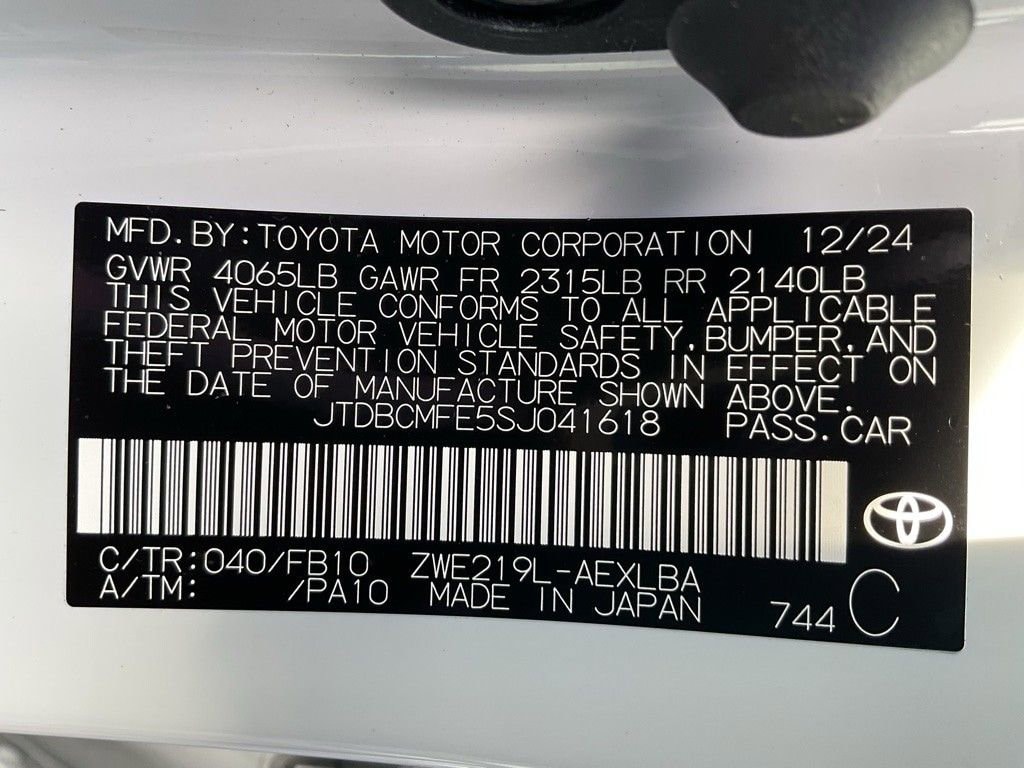 MFD.BY:TOYOTA MOTOR CORPORATION 12/24
GVWR 4065LB GAWR FR 2315LB RR 2140LB
THIS VEHICLE CONFORMS TO ALL APPLICABLE
FEDERAL MOTOR VEHICLE SAFETY,BUMPER,AND
THEFT PREVENTION STANDARDS IN EFFECT ON
THE DATE OF MANUFACTURE SHOWN ABOVE.
JTDBCMFE5SJ041618 PASS.CAR
C/TR:040/FB10 ZWE219L-AEXLBA
A/TM: /PA10 MADE IN JAPAN 744 C